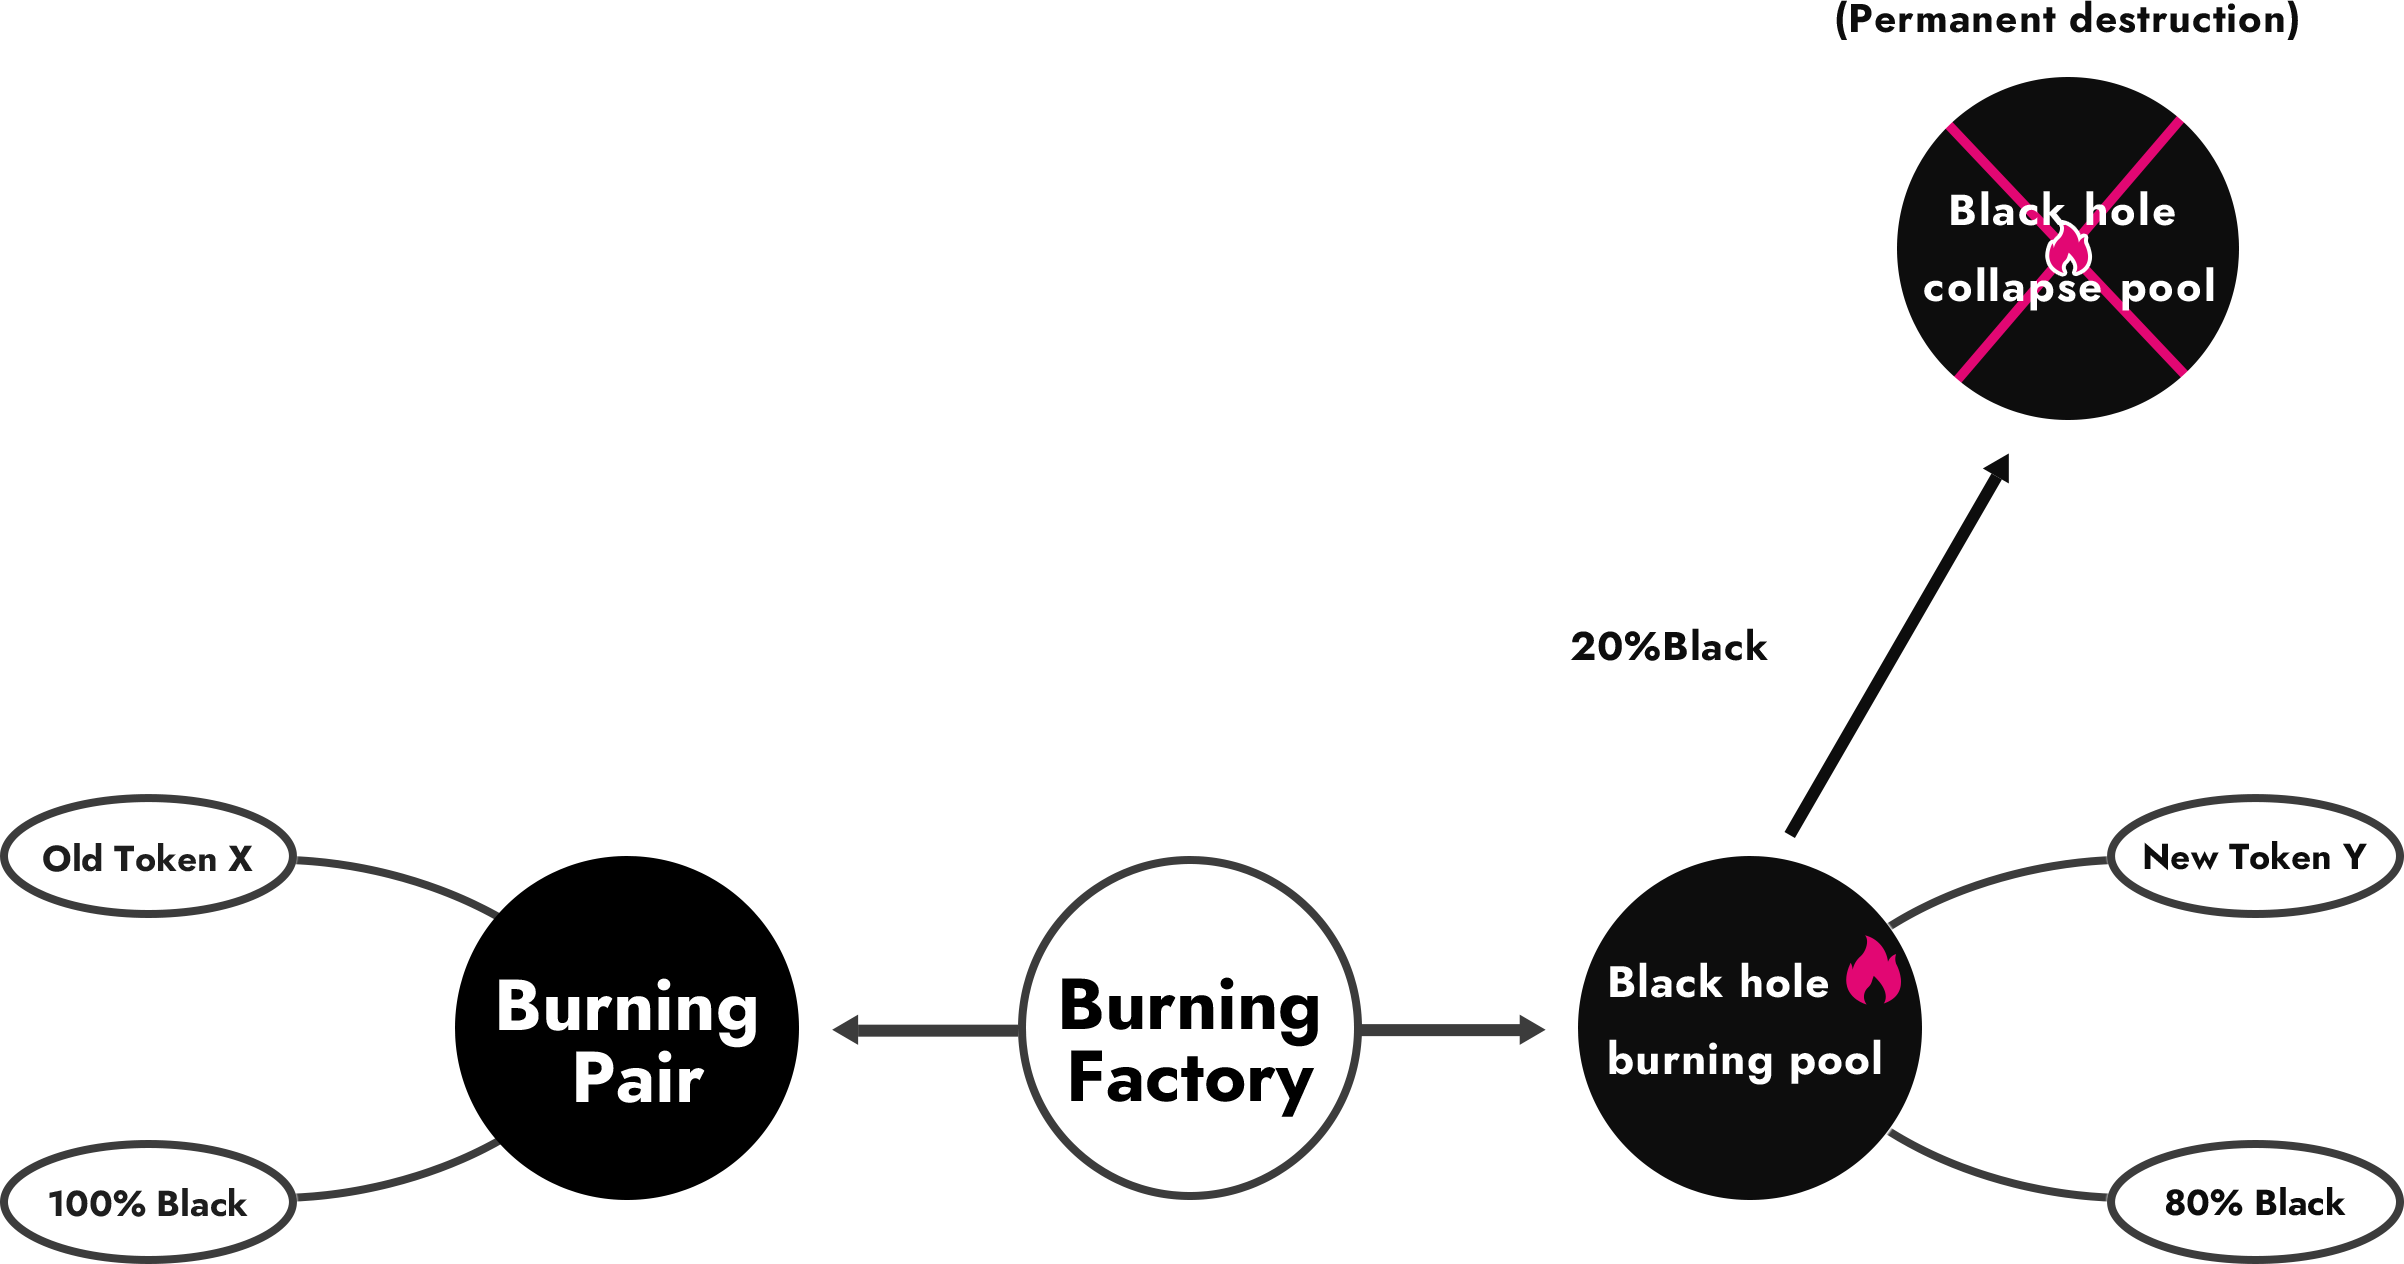 (Permanent destruction)
Black hole
collapse pool
20%Black
Old Token X
100% Black
Burning
Pair
Burning
Factory
Black hole
burning pool
New Token Y
80% Black